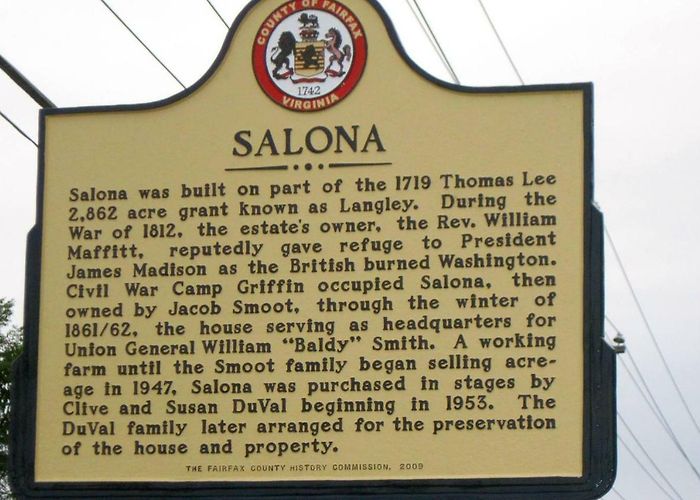 COUNTY OF FAIRFAX
1742
VIRGINIA
SALONA
Salona was built on part of the 1719 Thomas Lee
2,862 acre grant known as Langley. During the
War of 1812, the estate's owner, the Rev. William
Maffitt, reputedly gave refuge to President
James Madison as the British burned Washington.
Civil War Camp Griffin occupied Salona, then
owned by Jacob Smoot, through the winter of
1861/62, the house serving as headquarters for
Union General William “Baldy” Smith. A working
farm until the Smoot family began selling acre-
age in 1947, Salona was purchased in stages by
Clive and Susan DuVal beginning in 1953. The
DuVal family later arranged for the preservation
of the house and property.
THE FAIRFAX COUNTY HISTORY COMMISSION, 2009